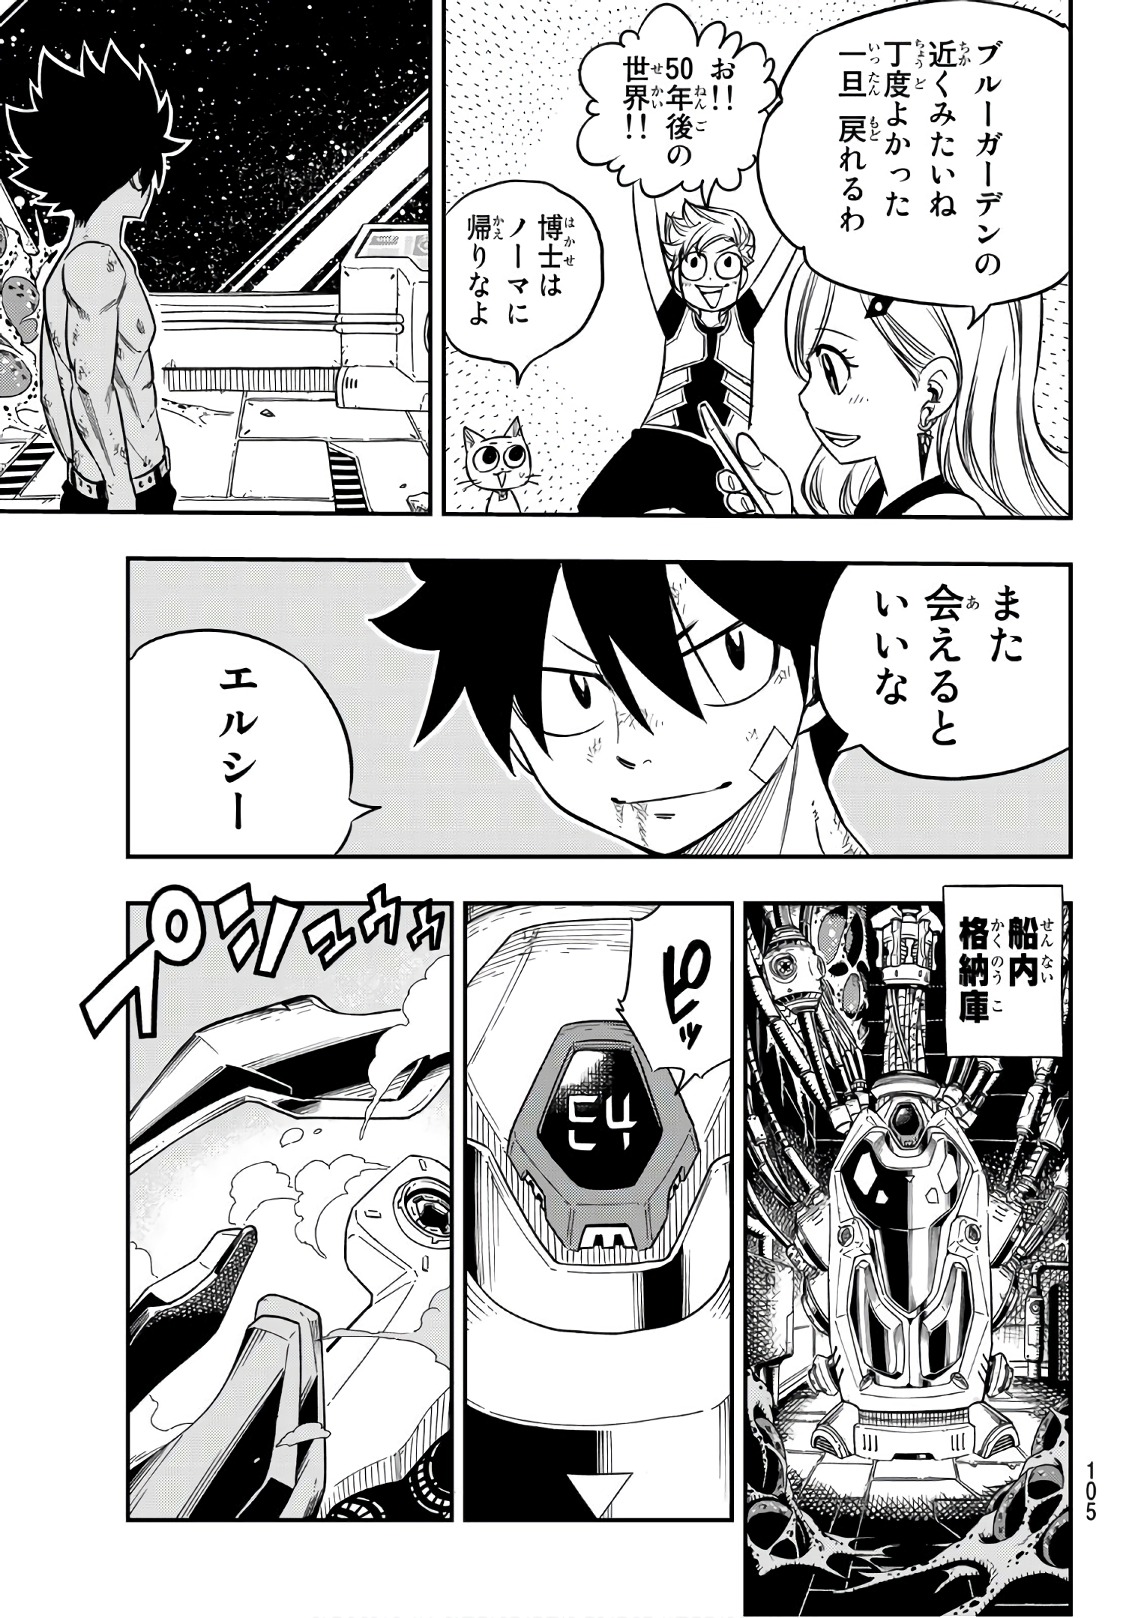 ブルーガーデンの
近くみたいね
丁度よかった
一旦 戻れるわ
お!!
50年後の
世界!!
博士は
ノーマに
帰りなよ
また
会えると
いいな
エルシー
船内
格納庫
ピッ
E4
プシュゥゥ
105